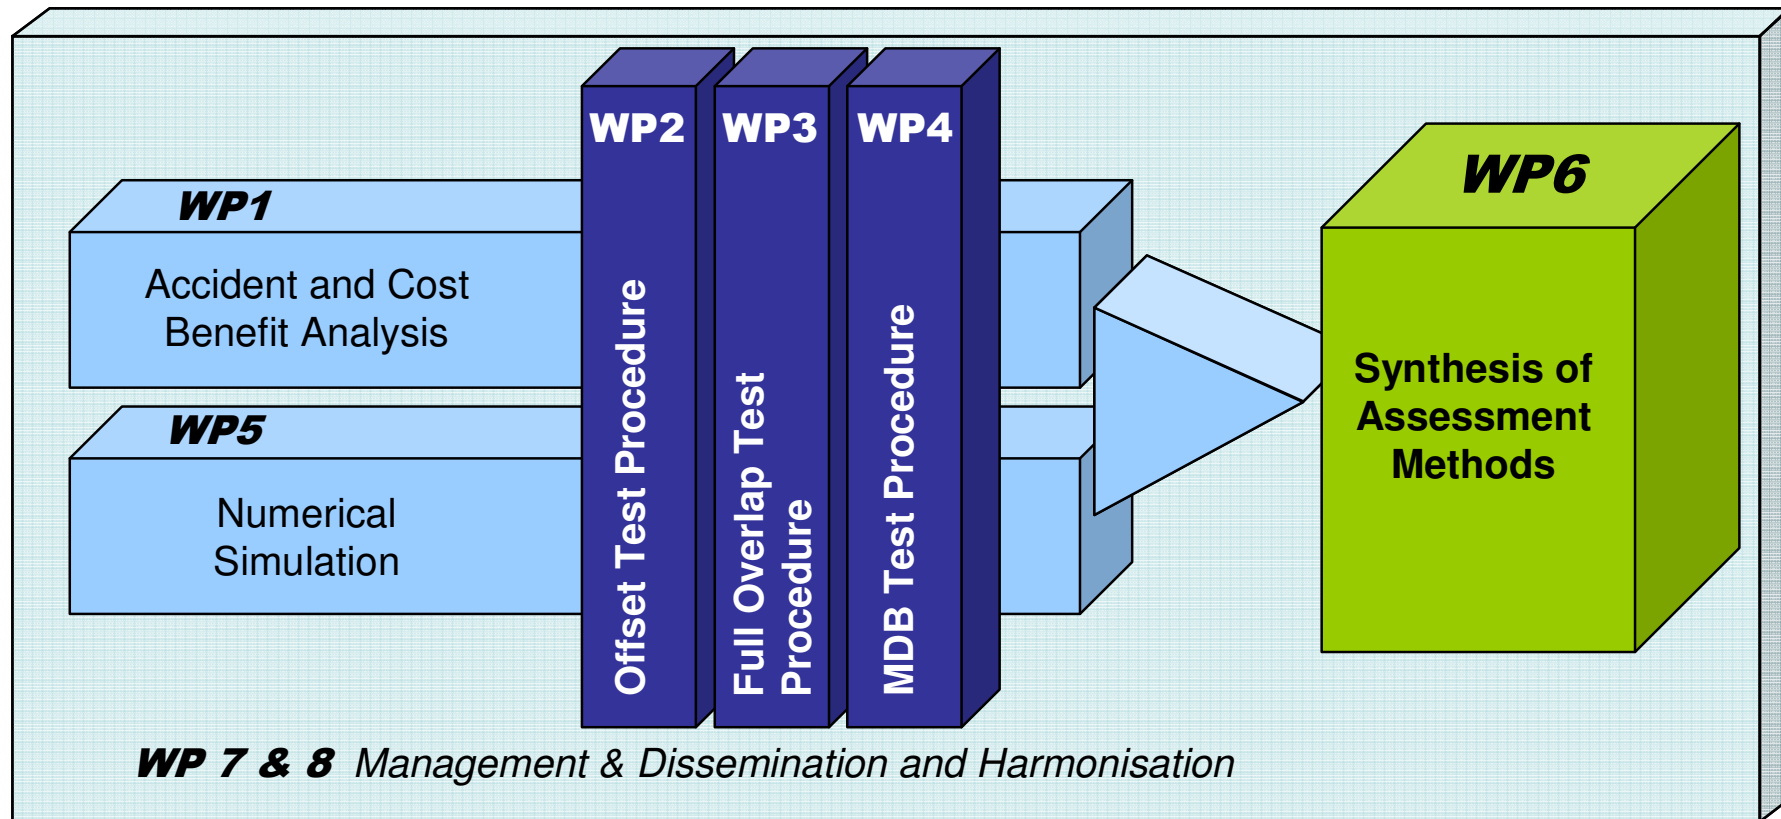 WP1
Accident and Cost
Benefit Analysis
WP5
Numerical
Simulation
WP2
Offset Test Procedure
WP3
Full Overlap Test
Procedure
WP4
MDB Test Procedure
WP6
Synthesis of
Assessment
Methods
WP 7 & 8 Management & Dissemination and Harmonisation